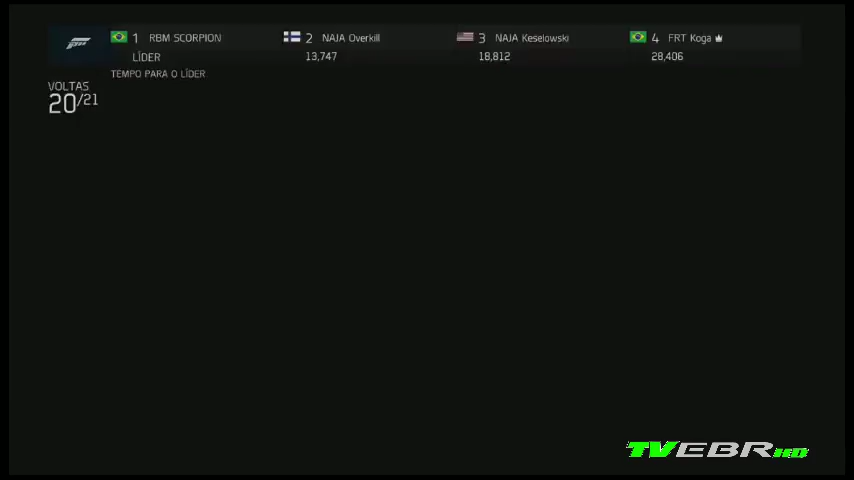 1 RBM SCORPION 2 NAJA Overkill 3 NAJA Keselowski 4 FRT Koga
LÍDER 13,747 18,812 28,406
TEMPO PARA O LÍDER
VOLTAS
20/21
TVEBR HD